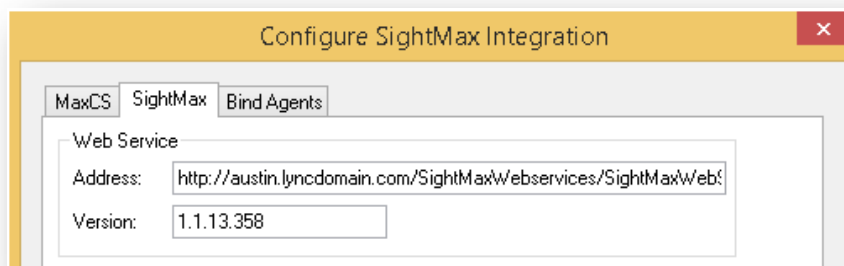 Configure SightMax Integration
MaxCS SightMax Bind Agents
Web Service
Address: http://austin.lyncdomain.com/SightMaxWebservices/SightMaxWebS
Version: 1.1.13.358